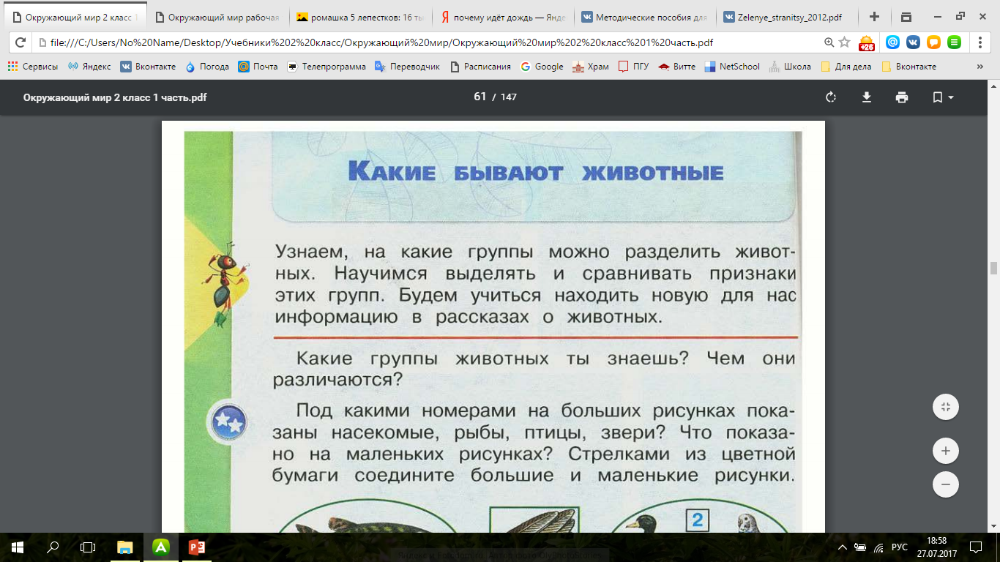 Окружающий мир 2 класс 1
Окружающий мир рабочая
ромашка 5 лепестков: 16 ты
почему идёт дождь — Янде
Методические пособия для
Zelenye_stranitsy_2012.pdf
file:///C:/Users/No%20Name/Desktop/Учебники%202%20класс/Окружающий%20мир/Окружающий%20мир%202%20класс%201%20часть.pdf
+26
Сервисы Яндекс Вконтакте Погода Почта Телепрограмма Переводчик Расписания Google Храм ПГУ Витте NetSchool Школа Для дела Вконтакте »
Окружающий мир 2 класс 1 часть.pdf
61 / 147
Какие бывают животные
Узнаем, на какие группы можно разделить живот-
ных. Научимся выделять и сравнивать признаки
этих групп. Будем учиться находить новую для нас
информацию в рассказах о животных.
Какие группы животных ты знаешь? Чем они
различаются?
Под какими номерами на больших рисунках пока-
заны насекомые, рыбы, птицы, звери? Что показа-
но на маленьких рисунках? Стрелками из цветной
бумаги соедините большие и маленькие рисунки.
2
РУС
18:58
27.07.2017